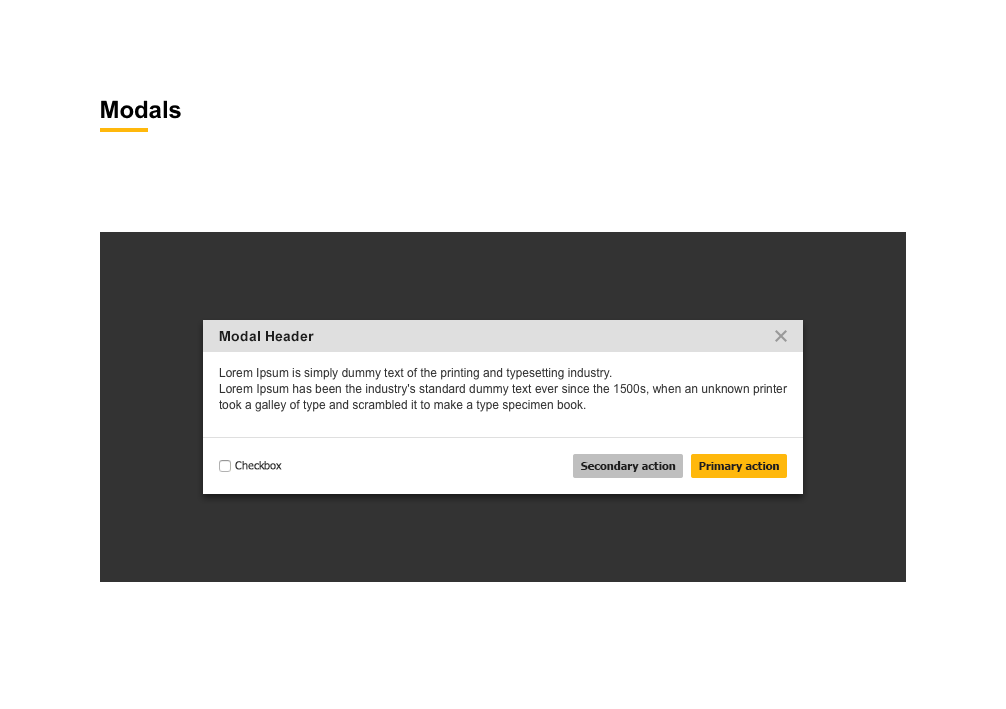 Modals
Modal Header
Lorem Ipsum is simply dummy text of the printing and typesetting industry.
Lorem Ipsum has been the industry's standard dummy text ever since the 1500s, when an unknown printer
took a galley of type and scrambled it to make a type specimen book.
Checkbox
Secondary action
Primary action